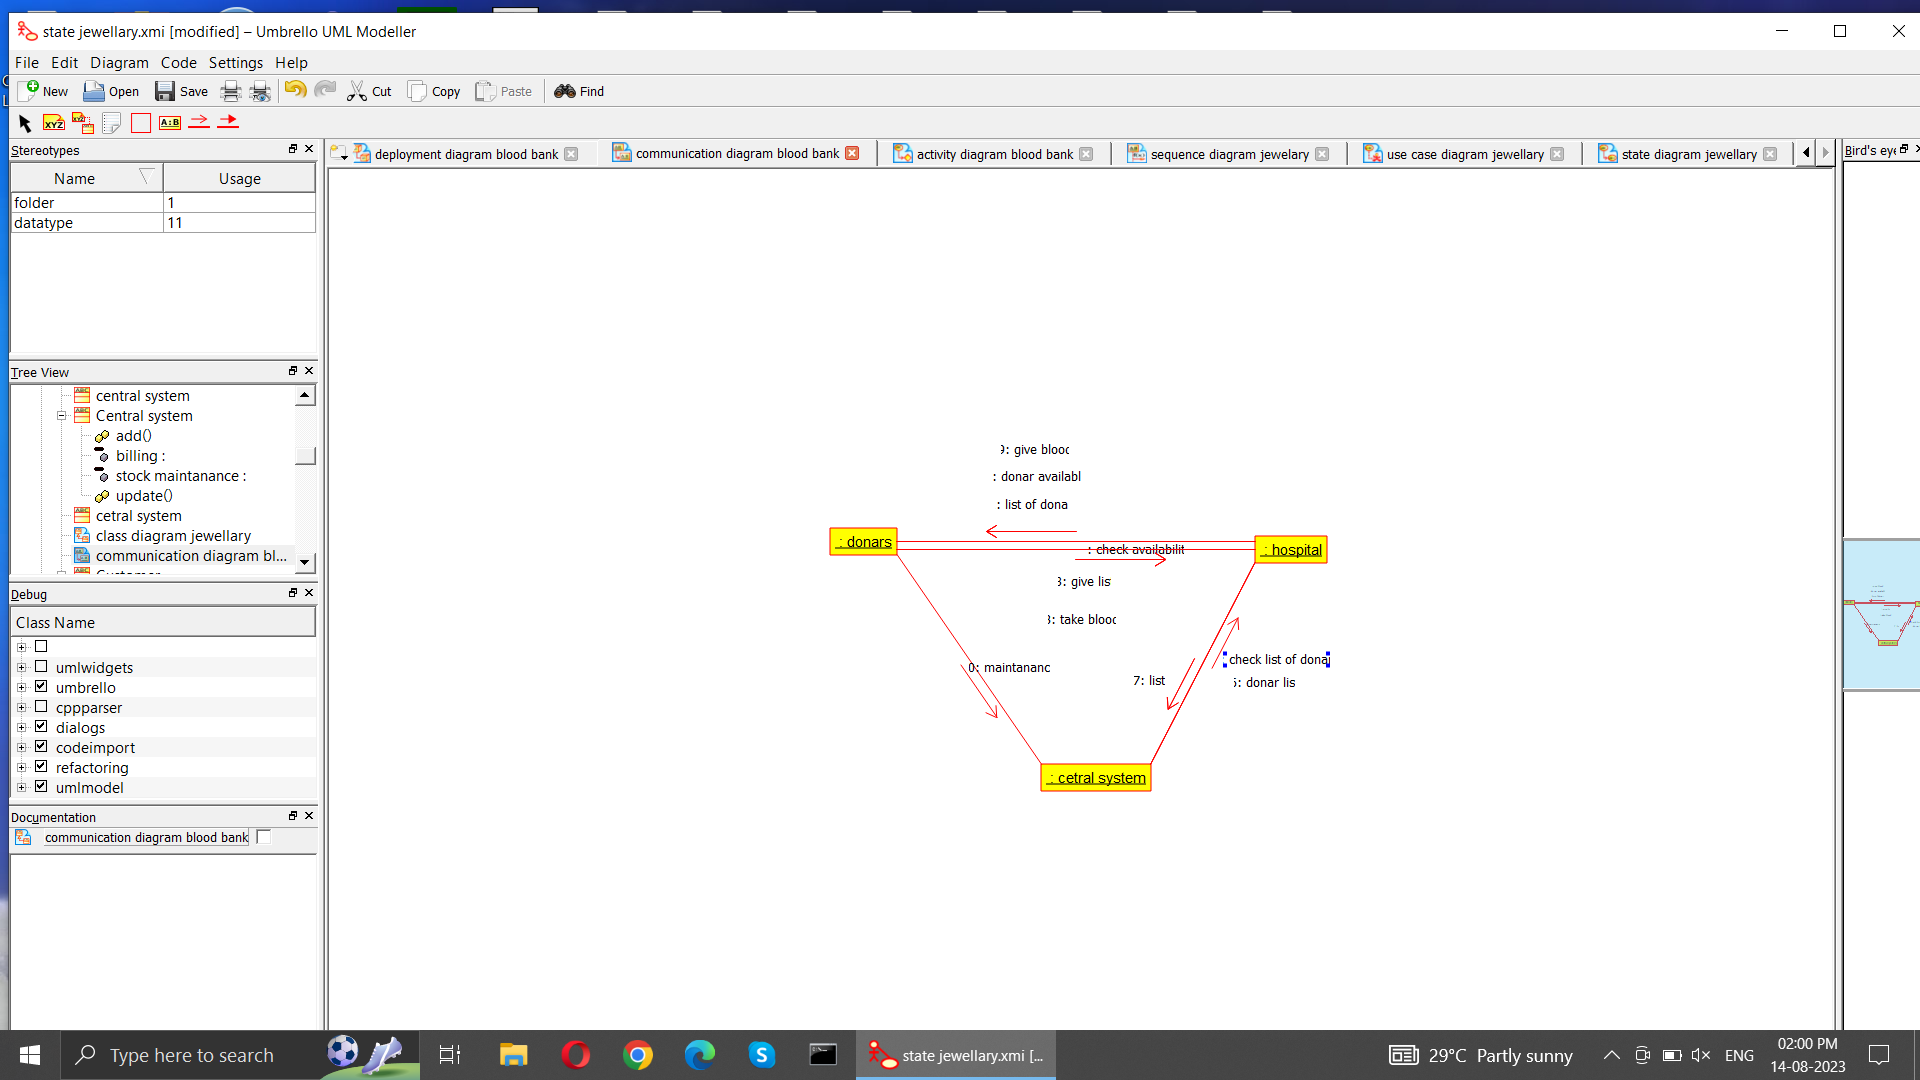 state jewellary.xmi [modified] – Umbrello UML Modeller
File Edit Diagram Code Settings Help
New Open Save Cut Copy Paste Find
XYZ XYZ A:B
Stereotypes
Name Usage
folder 1
datatype 11
Tree View
central system
Central system
add()
billing :
stock maintanance :
update()
cetral system
class diagram jewellary
communication diagram bl...
Debug
Class Name
umlwidgets
umbrello
cppparser
dialogs
codeimport
refactoring
umlmodel
Documentation
communication diagram blood bank
deployment diagram blood bank
communication diagram blood bank
activity diagram blood bank
sequence diagram jewelary
use case diagram jewellary
state diagram jewellary
Bird's eye
9: give blood
: donar availabl
: list of dona
: donars
: check availabilit
: hospital
3: give lis
: take blood
0: maintananc
7: list
check list of dona
5: donar lis
: cetral system
Type here to search
state jewellary.xmi [...
29°C Partly sunny
ENG
02:00 PM
14-08-2023